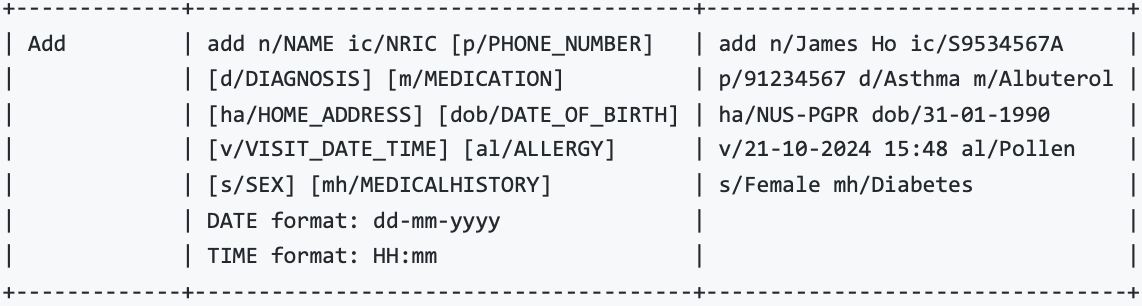 +-------------+---------------------------------------+---------------------------------+
| Add         | add n/NAME ic/NRIC [p/PHONE_NUMBER]   | add n/James Ho ic/S9534567A     |
|             | [d/DIAGNOSIS] [m/MEDICATION]          | p/91234567 d/Asthma m/Albuterol |
|             | [ha/HOME_ADDRESS] [dob/DATE_OF_BIRTH] | ha/NUS-PGPR dob/31-01-1990      |
|             | [v/VISIT_DATE_TIME] [al/ALLERGY]      | v/21-10-2024 15:48 al/Pollen    |
|             | [s/SEX] [mh/MEDICALHISTORY]           | s/Female mh/Diabetes            |
|             | DATE format: dd-mm-yyyy               |                                 |
|             | TIME format: HH:mm                    |                                 |
+-------------+---------------------------------------+---------------------------------+